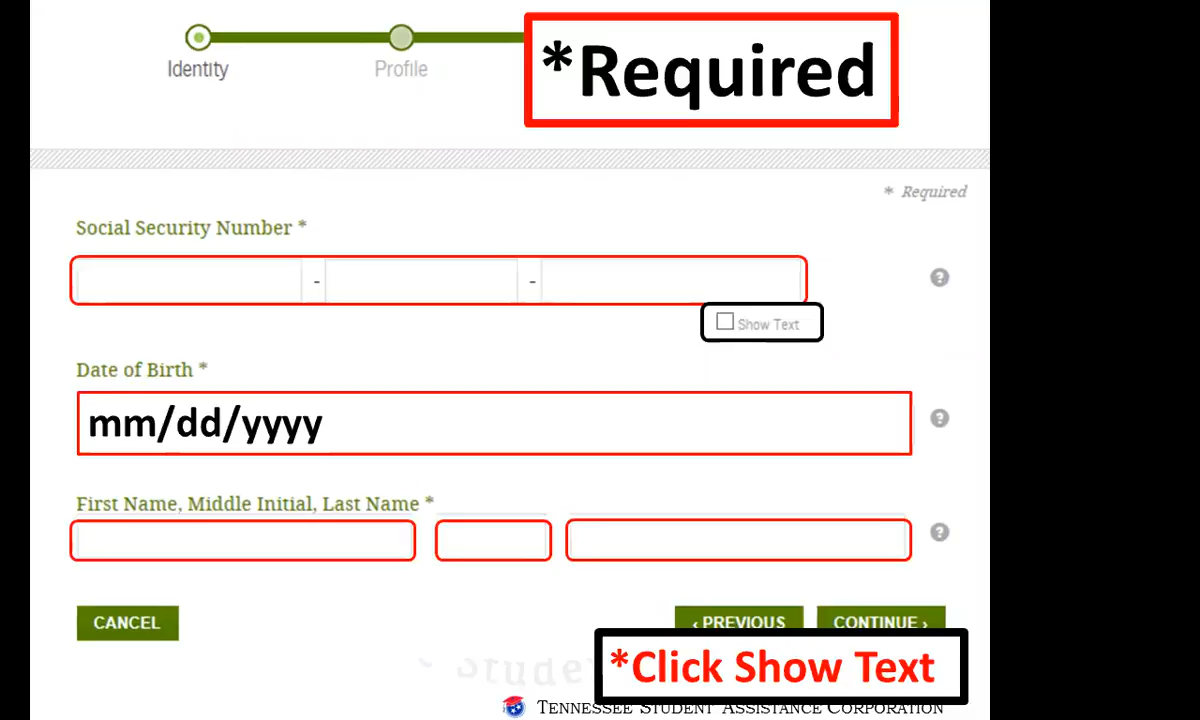 *Required
Identity
Profile
* Required
Social Security Number *
- -
Show Text
Date of Birth *
mm/dd/yyyy
First Name, Middle Initial, Last Name *
CANCEL
‹ PREVIOUS
CONTINUE ›
*Click Show Text
TENNESSEE STUDENT ASSISTANCE CORPORATION